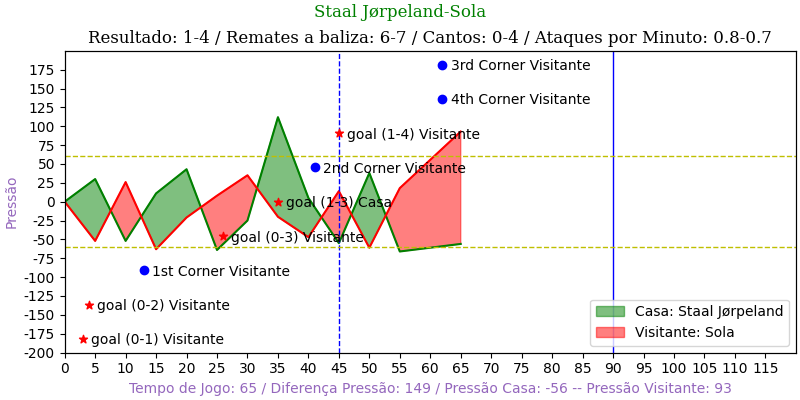 Staal Jørpeland-Sola
Resultado: 1-4 / Remates a baliza: 6-7 / Cantos: 0-4 / Ataques por Minuto: 0.8-0.7
Pressão
175
150
125
100
75
50
25
0
-25
-50
-75
-100
-125
-150
-175
-200
3rd Corner Visitante
4th Corner Visitante
goal (1-4) Visitante
2nd Corner Visitante
goal (1-3) Casa
goal (0-3) Visitante
1st Corner Visitante
goal (0-2) Visitante
goal (0-1) Visitante
Casa: Staal Jørpeland
Visitante: Sola
0 5 10 15 20 25 30 35 40 45 50 55 60 65 70 75 80 85 90 95 100 105 110 115
Tempo de Jogo: 65 / Diferença Pressão: 149 / Pressão Casa: -56 -- Pressão Visitante: 93